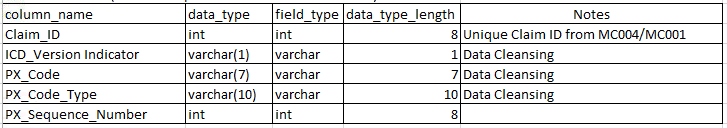 column_name data_type field_type data_type_length Notes
Claim_ID int int 8 Unique Claim ID from MC004/MC001
ICD_Version Indicator varchar(1) varchar 1 Data Cleansing
PX_Code varchar(7) varchar 7 Data Cleansing
PX_Code_Type varchar(10) varchar 10 Data Cleansing
PX_Sequence_Number int int 8